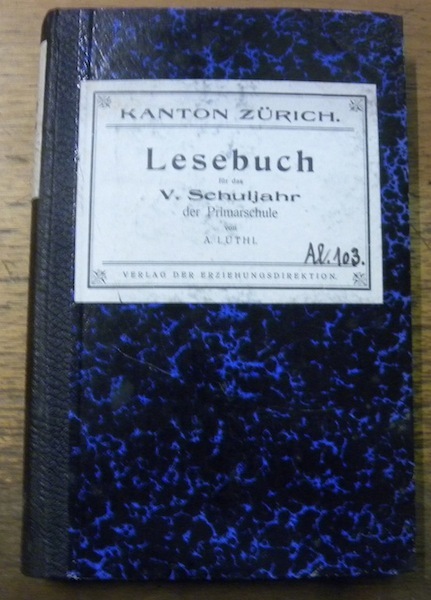 KANTON ZÜRICH.
Lesebuch
für das
V. Schuljahr
der Primarschule
von
A. LÜTHI.
Al. 103.
VERLAG DER ERZIEHUNGSDIREKTION.